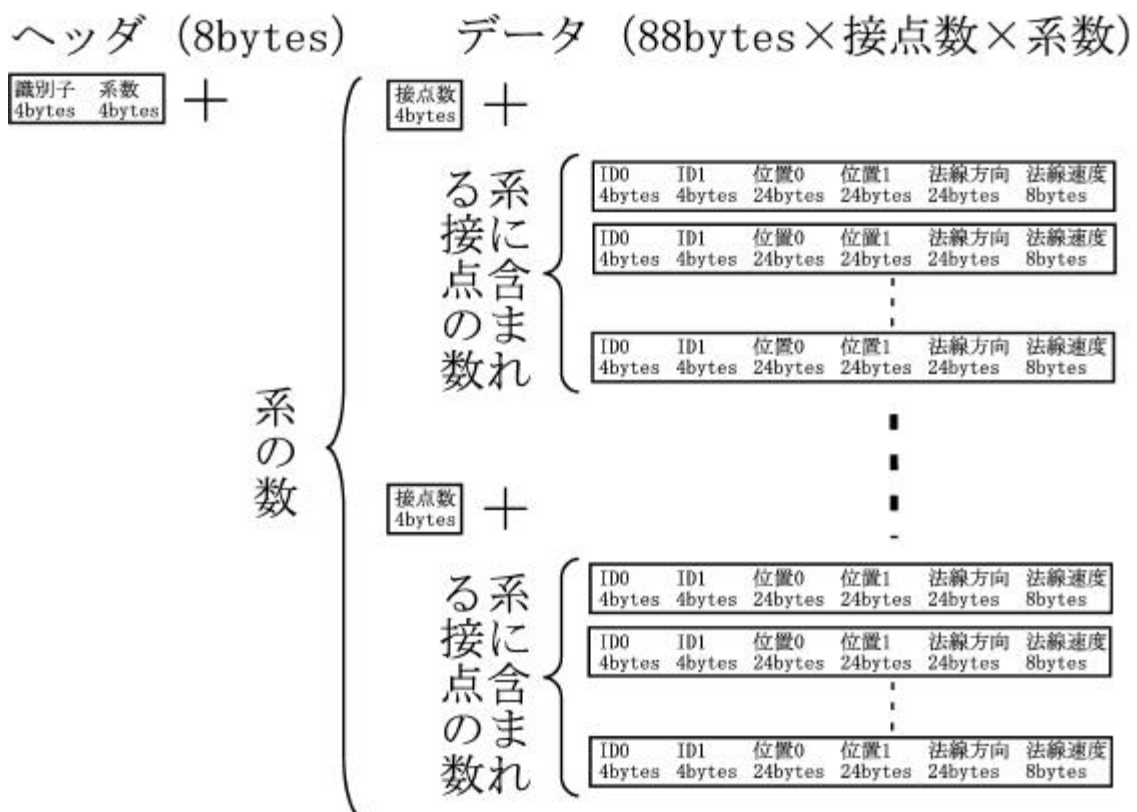 ヘッダ (8bytes)
データ (88bytes×接点数×系数)
識別子 系数
4bytes 4bytes
+
系の数
接点数
4bytes
+
系に含まれ
る接点の数
ID0 ID1 位置0 位置1 法線方向 法線速度
4bytes 4bytes 24bytes 24bytes 24bytes 8bytes
ID0 ID1 位置0 位置1 法線方向 法線速度
4bytes 4bytes 24bytes 24bytes 24bytes 8bytes
ID0 ID1 位置0 位置1 法線方向 法線速度
4bytes 4bytes 24bytes 24bytes 24bytes 8bytes
接点数
4bytes
+
系に含まれ
る接点の数
ID0 ID1 位置0 位置1 法線方向 法線速度
4bytes 4bytes 24bytes 24bytes 24bytes 8bytes
ID0 ID1 位置0 位置1 法線方向 法線速度
4bytes 4bytes 24bytes 24bytes 24bytes 8bytes
ID0 ID1 位置0 位置1 法線方向 法線速度
4bytes 4bytes 24bytes 24bytes 24bytes 8bytes